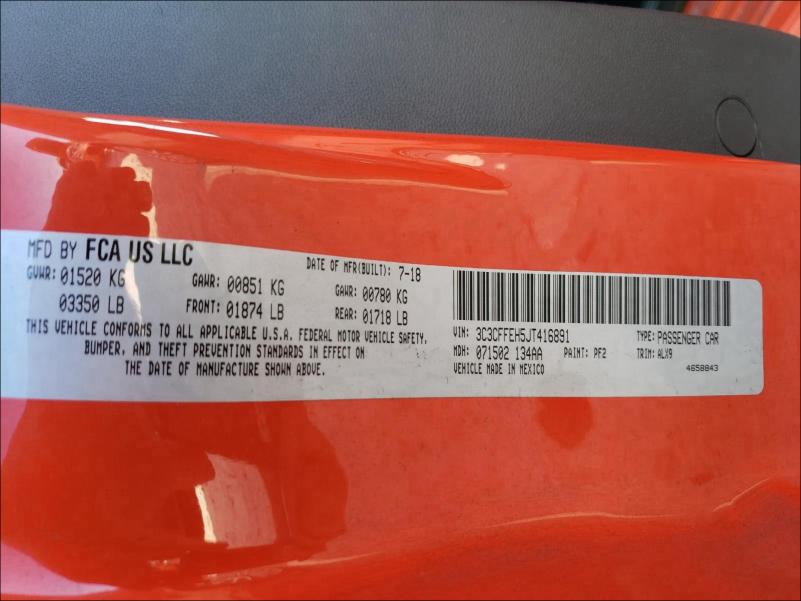 MFD BY FCA US LLC
DATE OF MFR(BUILT): 7-18
GVWR: 01520 KG
GAWR: 00851 KG
GAWR: 00780 KG
03350 LB
FRONT: 01874 LB
REAR: 01718 LB
THIS VEHICLE CONFORMS TO ALL APPLICABLE U.S.A. FEDERAL MOTOR VEHICLE SAFETY,
BUMPER, AND THEFT PREVENTION STANDARDS IN EFFECT ON
THE DATE OF MANUFACTURE SHOWN ABOVE.
VIN: 3C3CFFEH5JT416891
TYPE: PASSENGER CAR
MDH: 071502 134AA
PAINT: PF2
TRIM: ALX9
VEHICLE MADE IN MEXICO
4658843